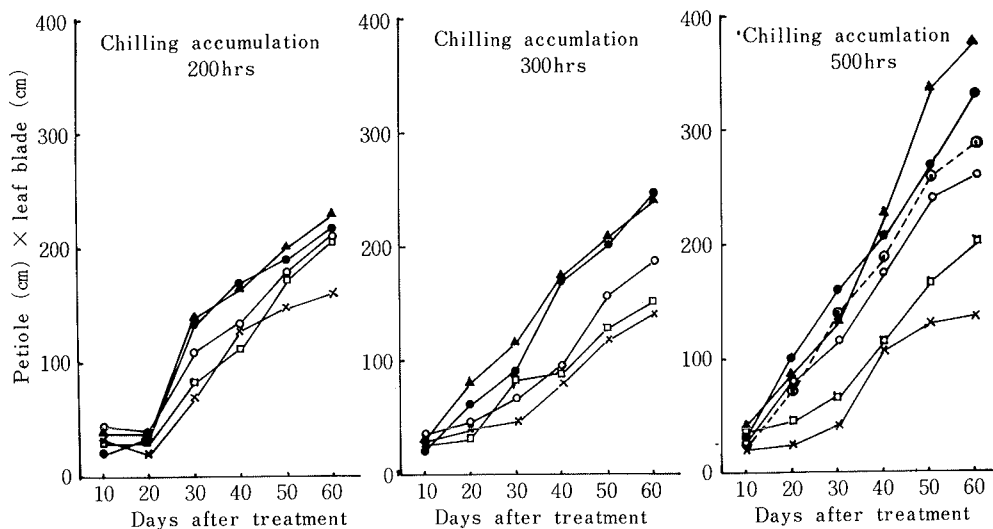 Petiole (cm) × leaf blade (cm)
400
300
200
100
0
Chilling accumulation
200hrs
10 20 30 40 50 60
Days after treatment
400
300
200
100
0
Chilling accumlation
300hrs
10 20 30 40 50 60
Days after treatment
400
300
200
100
0
Chilling accumlation
500hrs
10 20 30 40 50 60
Days after treatment